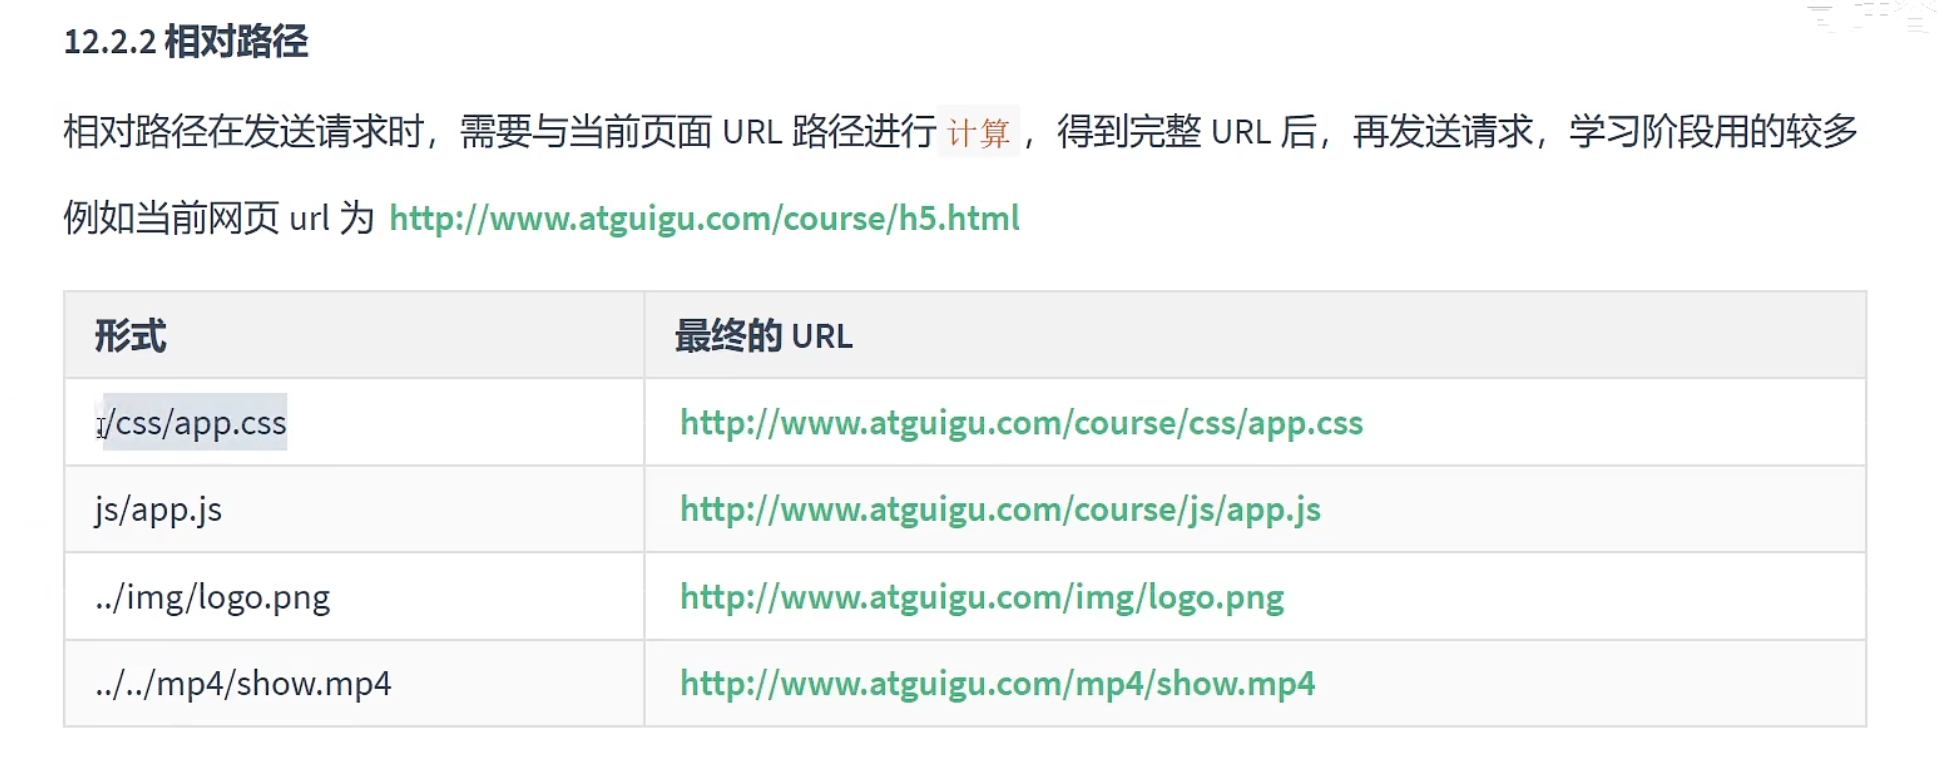 12.2.2 相对路径
相对路径在发送请求时，需要与当前页面 URL 路径进行 计算 ，得到完整 URL 后，再发送请求，学习阶段用的较多
例如当前网页 url 为 http://www.atguigu.com/course/h5.html
形式 最终的 URL
./css/app.css http://www.atguigu.com/course/css/app.css
js/app.js http://www.atguigu.com/course/js/app.js
../img/logo.png http://www.atguigu.com/img/logo.png
../../mp4/show.mp4 http://www.atguigu.com/mp4/show.mp4